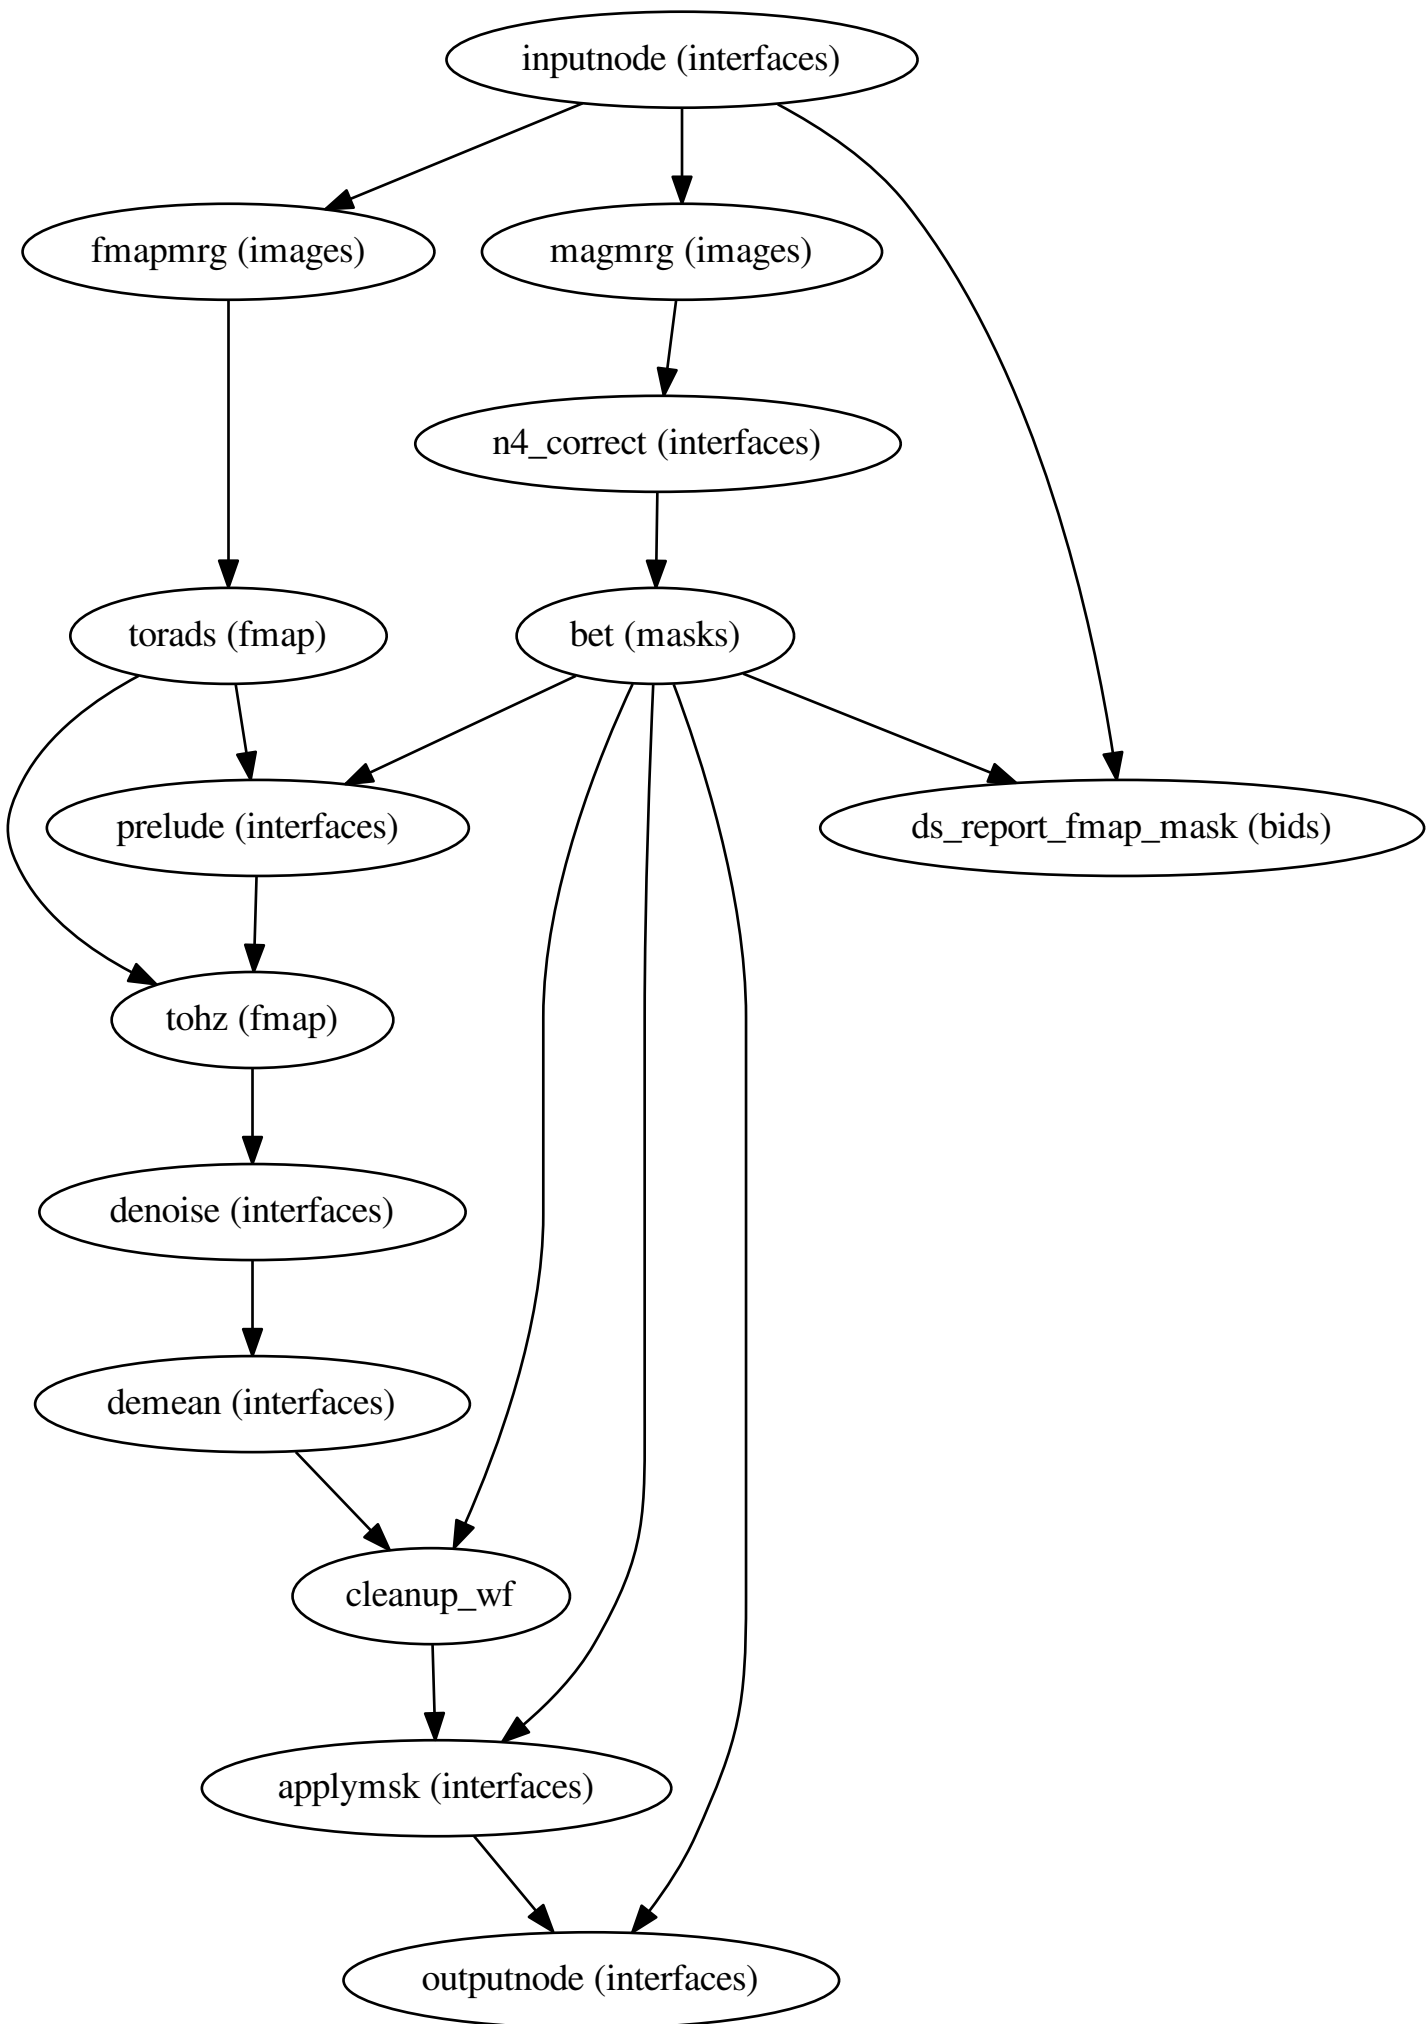 inputnode (interfaces)
fmapmrg (images)
magmrg (images)
n4_correct (interfaces)
torads (fmap)
bet (masks)
prelude (interfaces)
ds_report_fmap_mask (bids)
tohz (fmap)
denoise (interfaces)
demean (interfaces)
cleanup_wf
applymsk (interfaces)
outputnode (interfaces)